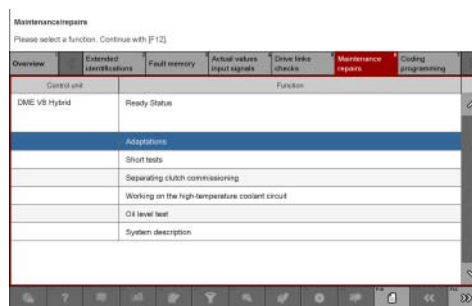 Maintenance/repairs
Please select a function. Continue with [F12].
Overview
Extended identifications
Fault memory
Actual values input signals
Drive links checks
Maintenance repairs
Coding programming
Control unit
Function
DME V8 Hybrid
Ready Status
Adaptations
Short tests
Separating clutch commissioning
Working on the high-temperature coolant circuit
Oil level test
System description